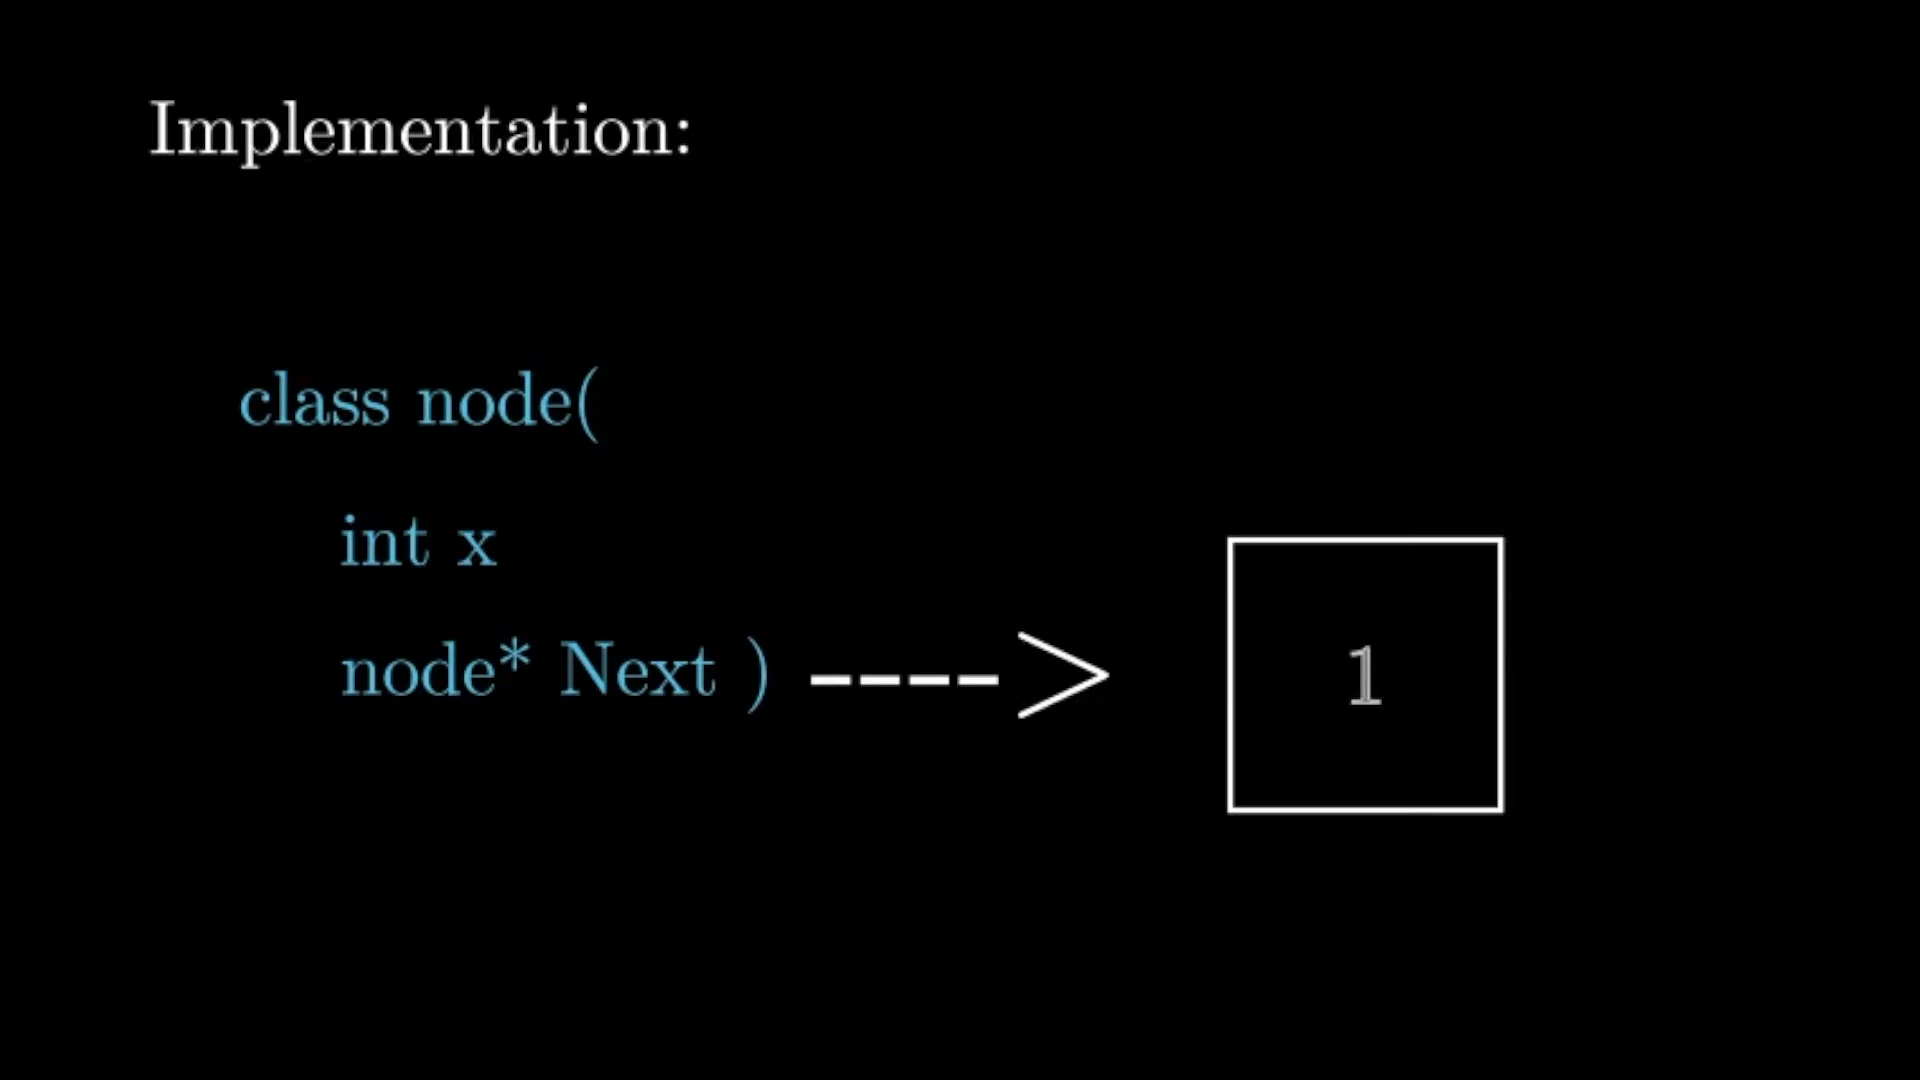 Implementation:
class node(
int x
node* Next ) ---->
1